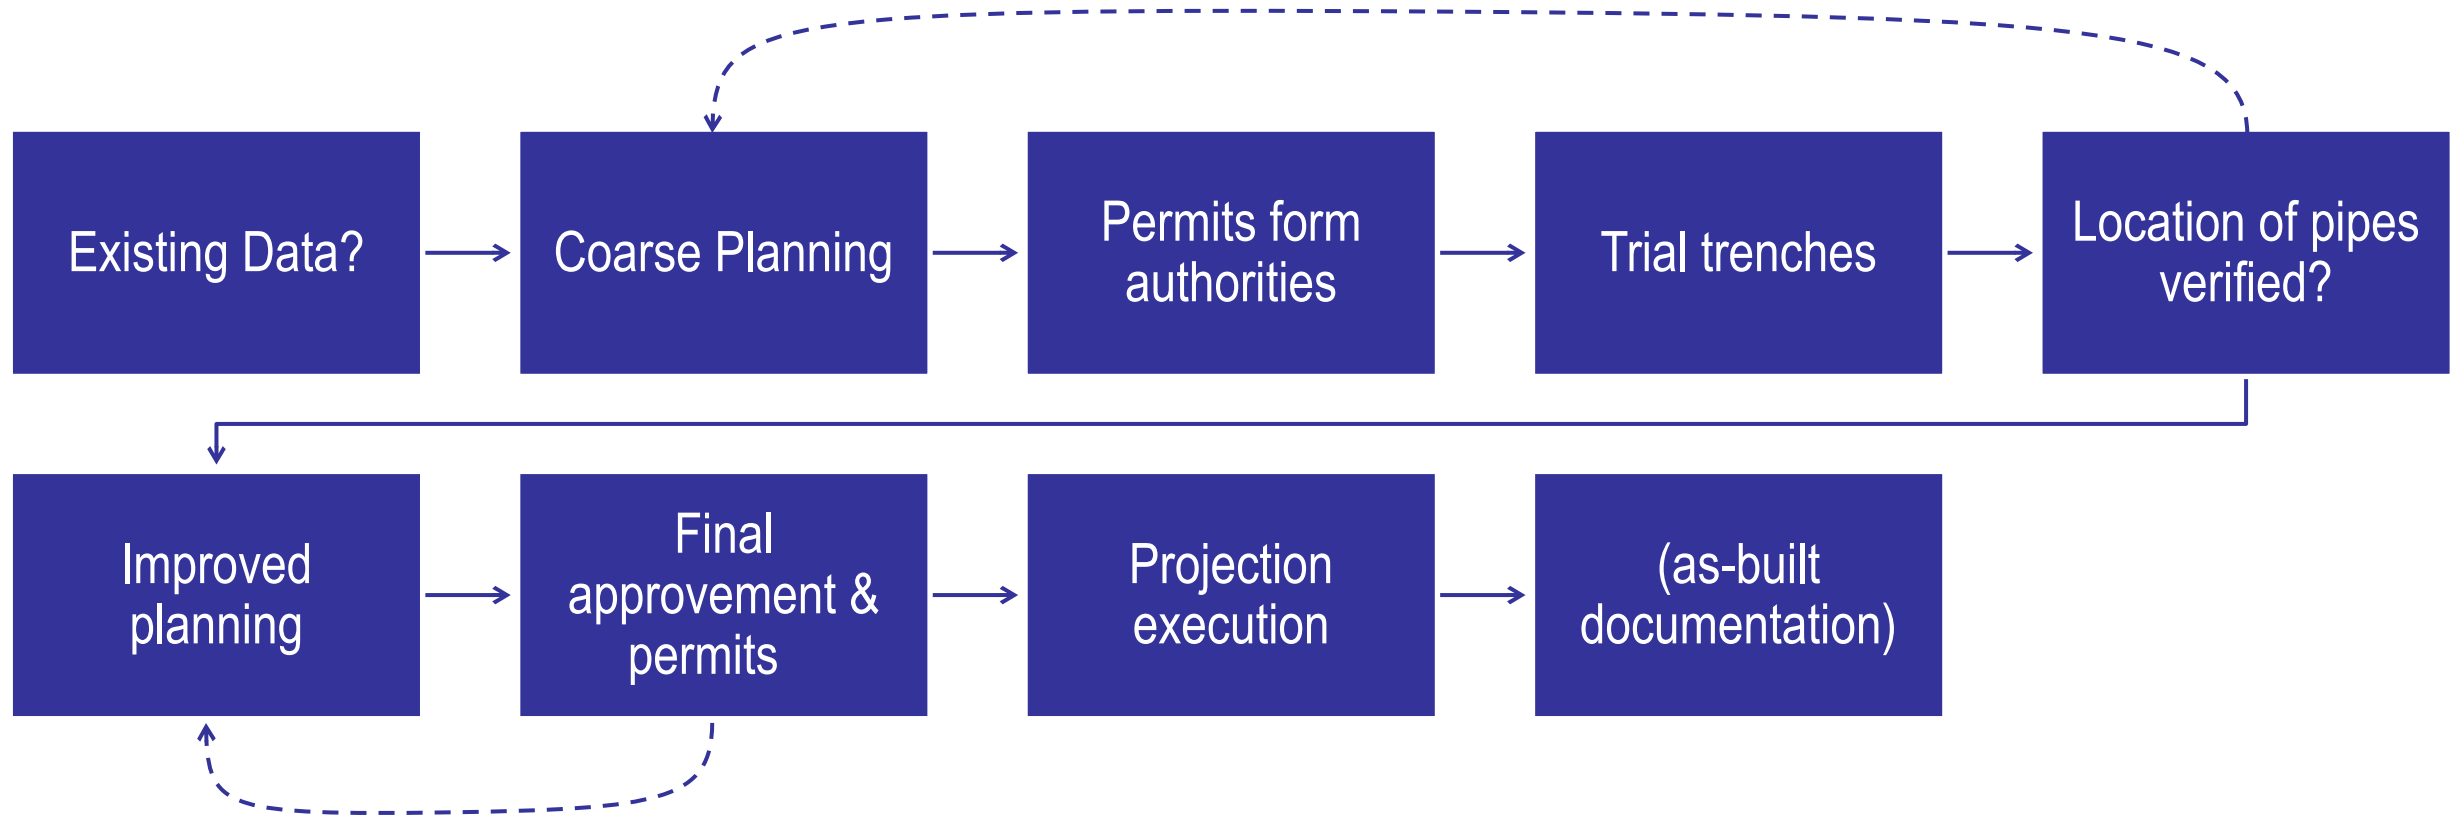 Existing Data?
Coarse Planning
Permits form
authorities
Trial trenches
Location of pipes
verified?
Improved
planning
Final
approvement &
permits
Projection
execution
(as-built
documentation)